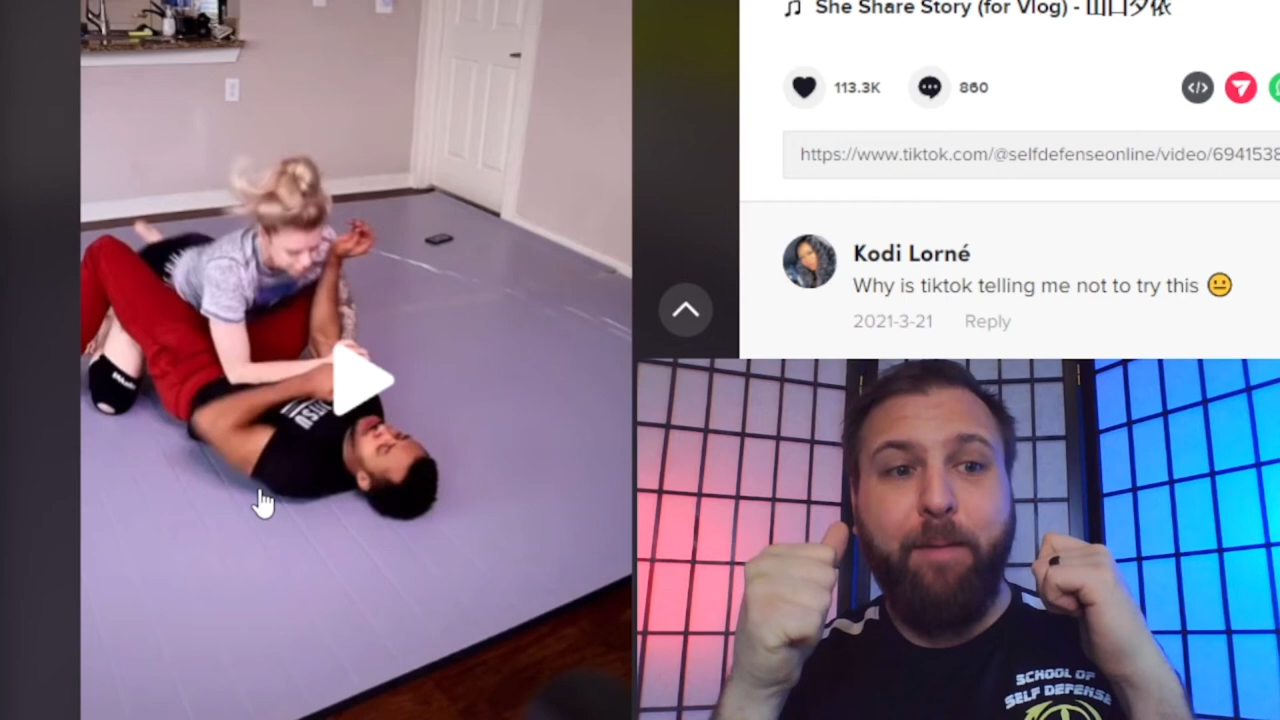 She Share Story (for Vlog) - 山口夕依
113.3K
860
https://www.tiktok.com/@selfdefenseonline/video/694153
Kodi Lorné
Why is tiktok telling me not to try this 😐
2021-3-21 Reply
SCHOOL OF
SELF DEFENSE